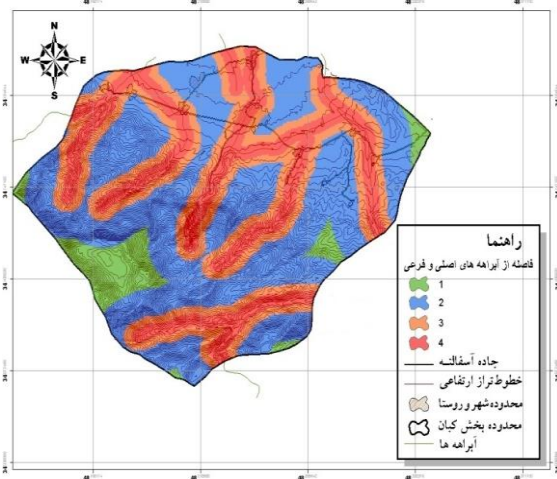 N
W E
S
راهنما
فاصله از آبراهه های اصلی و فرعی
1
2
3
4
جاده آسفالته
خطوط تراز ارتفاعی
محدوده شهر و روستا
محدوده بخش کیان
آبراهه ها